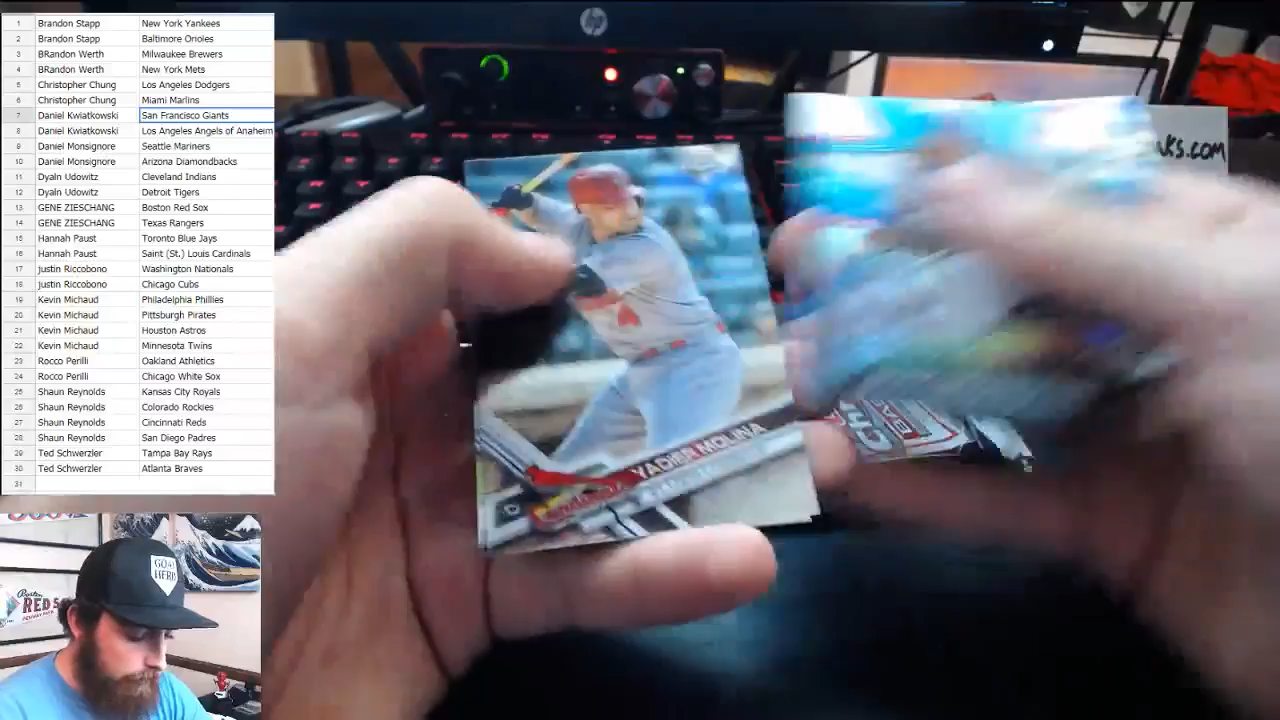 1 Brandon Stapp New York Yankees
2 Brandon Stapp Baltimore Orioles
3 BRandon Werth Milwaukee Brewers
4 BRandon Werth New York Mets
5 Christopher Chung Los Angeles Dodgers
6 Christopher Chung Miami Marlins
7 Daniel Kwiatkowski San Francisco Giants
8 Daniel Kwiatkowski Los Angeles Angels of Anaheim
9 Daniel Monsignore Seattle Mariners
10 Daniel Monsignore Arizona Diamondbacks
11 Dyaln Udowitz Cleveland Indians
12 Dyaln Udowitz Detroit Tigers
13 GENE ZIESCHANG Boston Red Sox
14 GENE ZIESCHANG Texas Rangers
15 Hannah Paust Toronto Blue Jays
16 Hannah Paust Saint (St.) Louis Cardinals
17 justin Riccobono Washington Nationals
18 justin Riccobono Chicago Cubs
19 Kevin Michaud Philadelphia Phillies
20 Kevin Michaud Pittsburgh Pirates
21 Kevin Michaud Houston Astros
22 Kevin Michaud Minnesota Twins
23 Rocco Perilli Oakland Athletics
24 Rocco Perilli Chicago White Sox
25 Shaun Reynolds Kansas City Royals
26 Shaun Reynolds Colorado Rockies
27 Shaun Reynolds Cincinnati Reds
28 Shaun Reynolds San Diego Padres
29 Ted Schwerzler Tampa Bay Rays
30 Ted Schwerzler Atlanta Braves
31
hp
KS.COM
4
YADIER MOLINA
GOAT
HERD
Boston
RED S